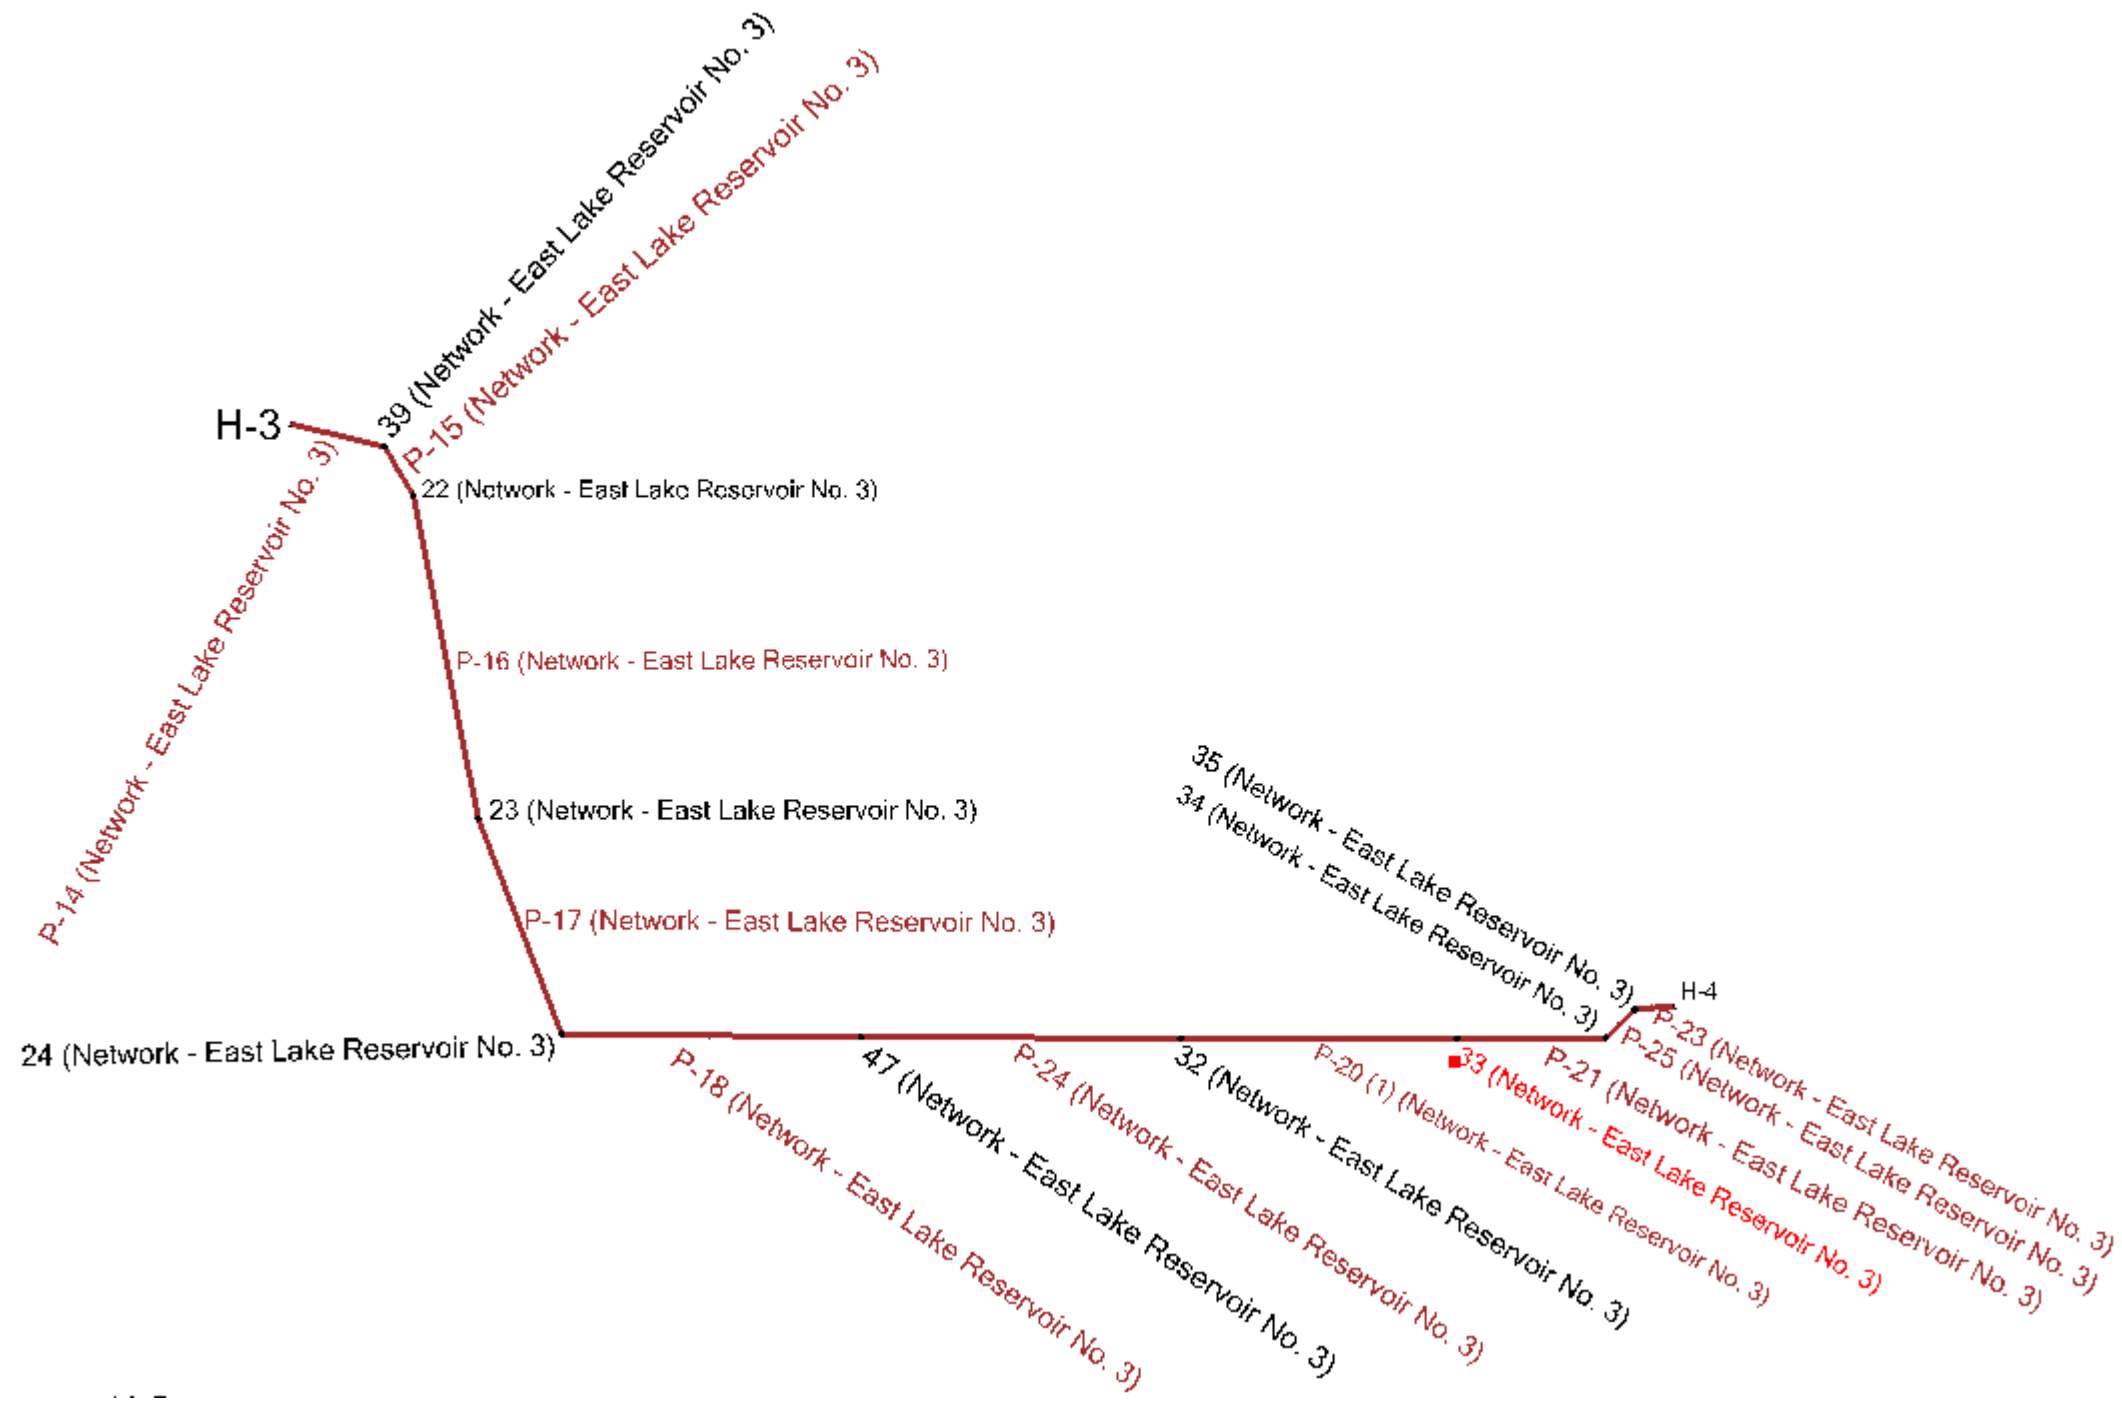 39 (Network - East Lake Reservoir No. 3)
P-15 (Network - East Lake Reservoir No. 3)
H-3
22 (Network - East Lake Reservoir No. 3)
P-14 (Network - East Lake Reservoir No. 3)
P-16 (Network - East Lake Reservoir No. 3)
23 (Network - East Lake Reservoir No. 3)
P-17 (Network - East Lake Reservoir No. 3)
35 (Network - East Lake Reservoir No. 3)
34 (Network - East Lake Reservoir No. 3)
H-4
24 (Network - East Lake Reservoir No. 3)
P-18 (Network - East Lake Reservoir No. 3)
47 (Network - East Lake Reservoir No. 3)
P-24 (Network - East Lake Reservoir No. 3)
32 (Network - East Lake Reservoir No. 3)
P-20 (1) (Network - East Lake Reservoir No. 3)
33 (Network - East Lake Reservoir No. 3)
P-21 (Network - East Lake Reservoir No. 3)
P-25 (Network - East Lake Reservoir No. 3)
P-23 (Network - East Lake Reservoir No. 3)